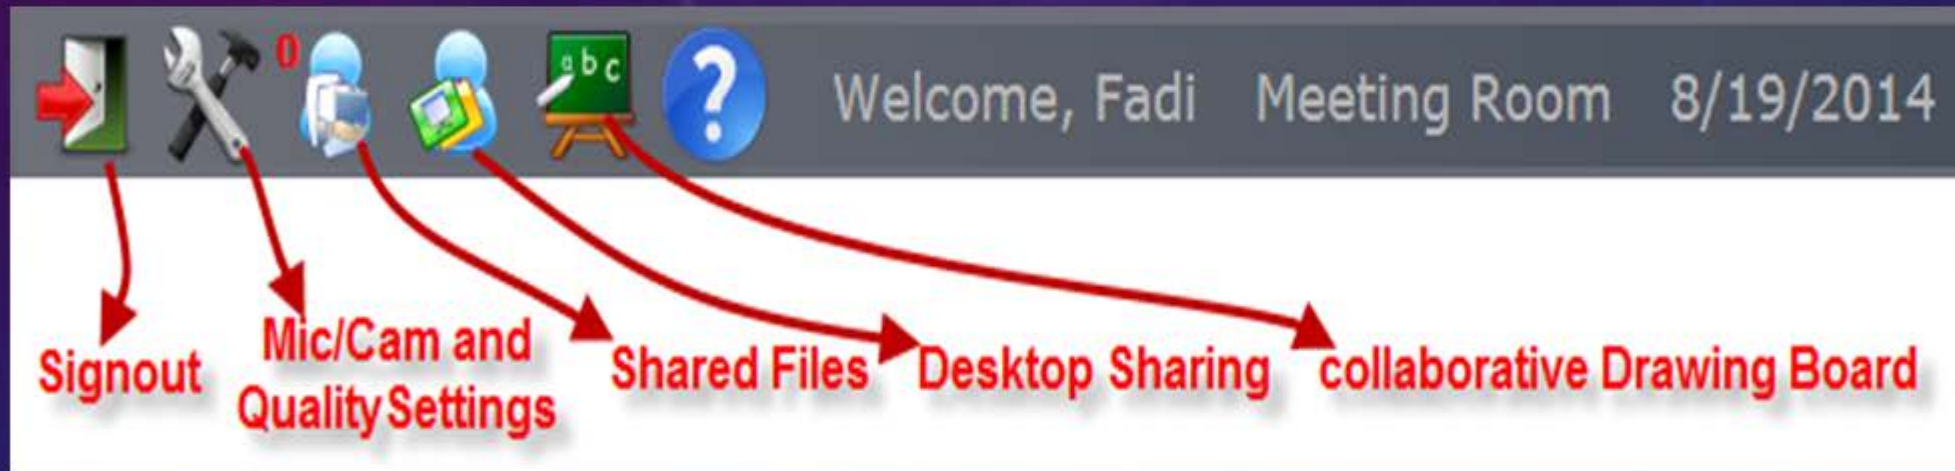 0
a b c
?
Welcome, Fadi Meeting Room 8/19/2014
Signout
Mic/Cam and
Quality Settings
Shared Files
Desktop Sharing
collaborative Drawing Board